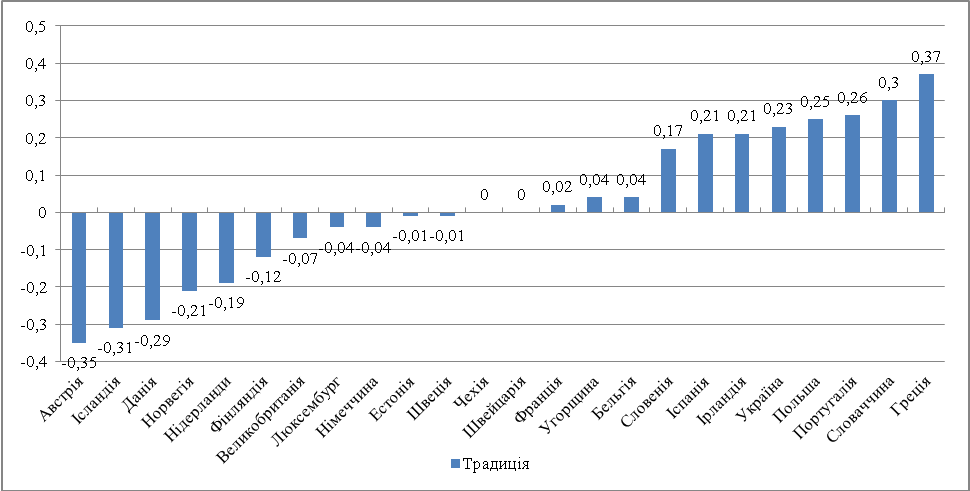 0,5
0,4
0,3
0,2
0,1
0
-0,1
-0,2
-0,3
-0,4
-0,35
-0,31
-0,29
-0,21
-0,19
-0,12
-0,07
-0,04
-0,04
-0,01
-0,01
0
0
0,02
0,04
0,04
0,17
0,21
0,21
0,23
0,25
0,26
0,3
0,37
Австрія
Ісландія
Данія
Норвегія
Нідерланди
Фінляндія
Великобританія
Люксембург
Німеччина
Естонія
Швеція
Чехія
Швейцарія
Франція
Угоршина
Бельгія
Словенія
Іспанія
Ірландія
Україна
Польша
Португалія
Словаччина
Греція
Традиція